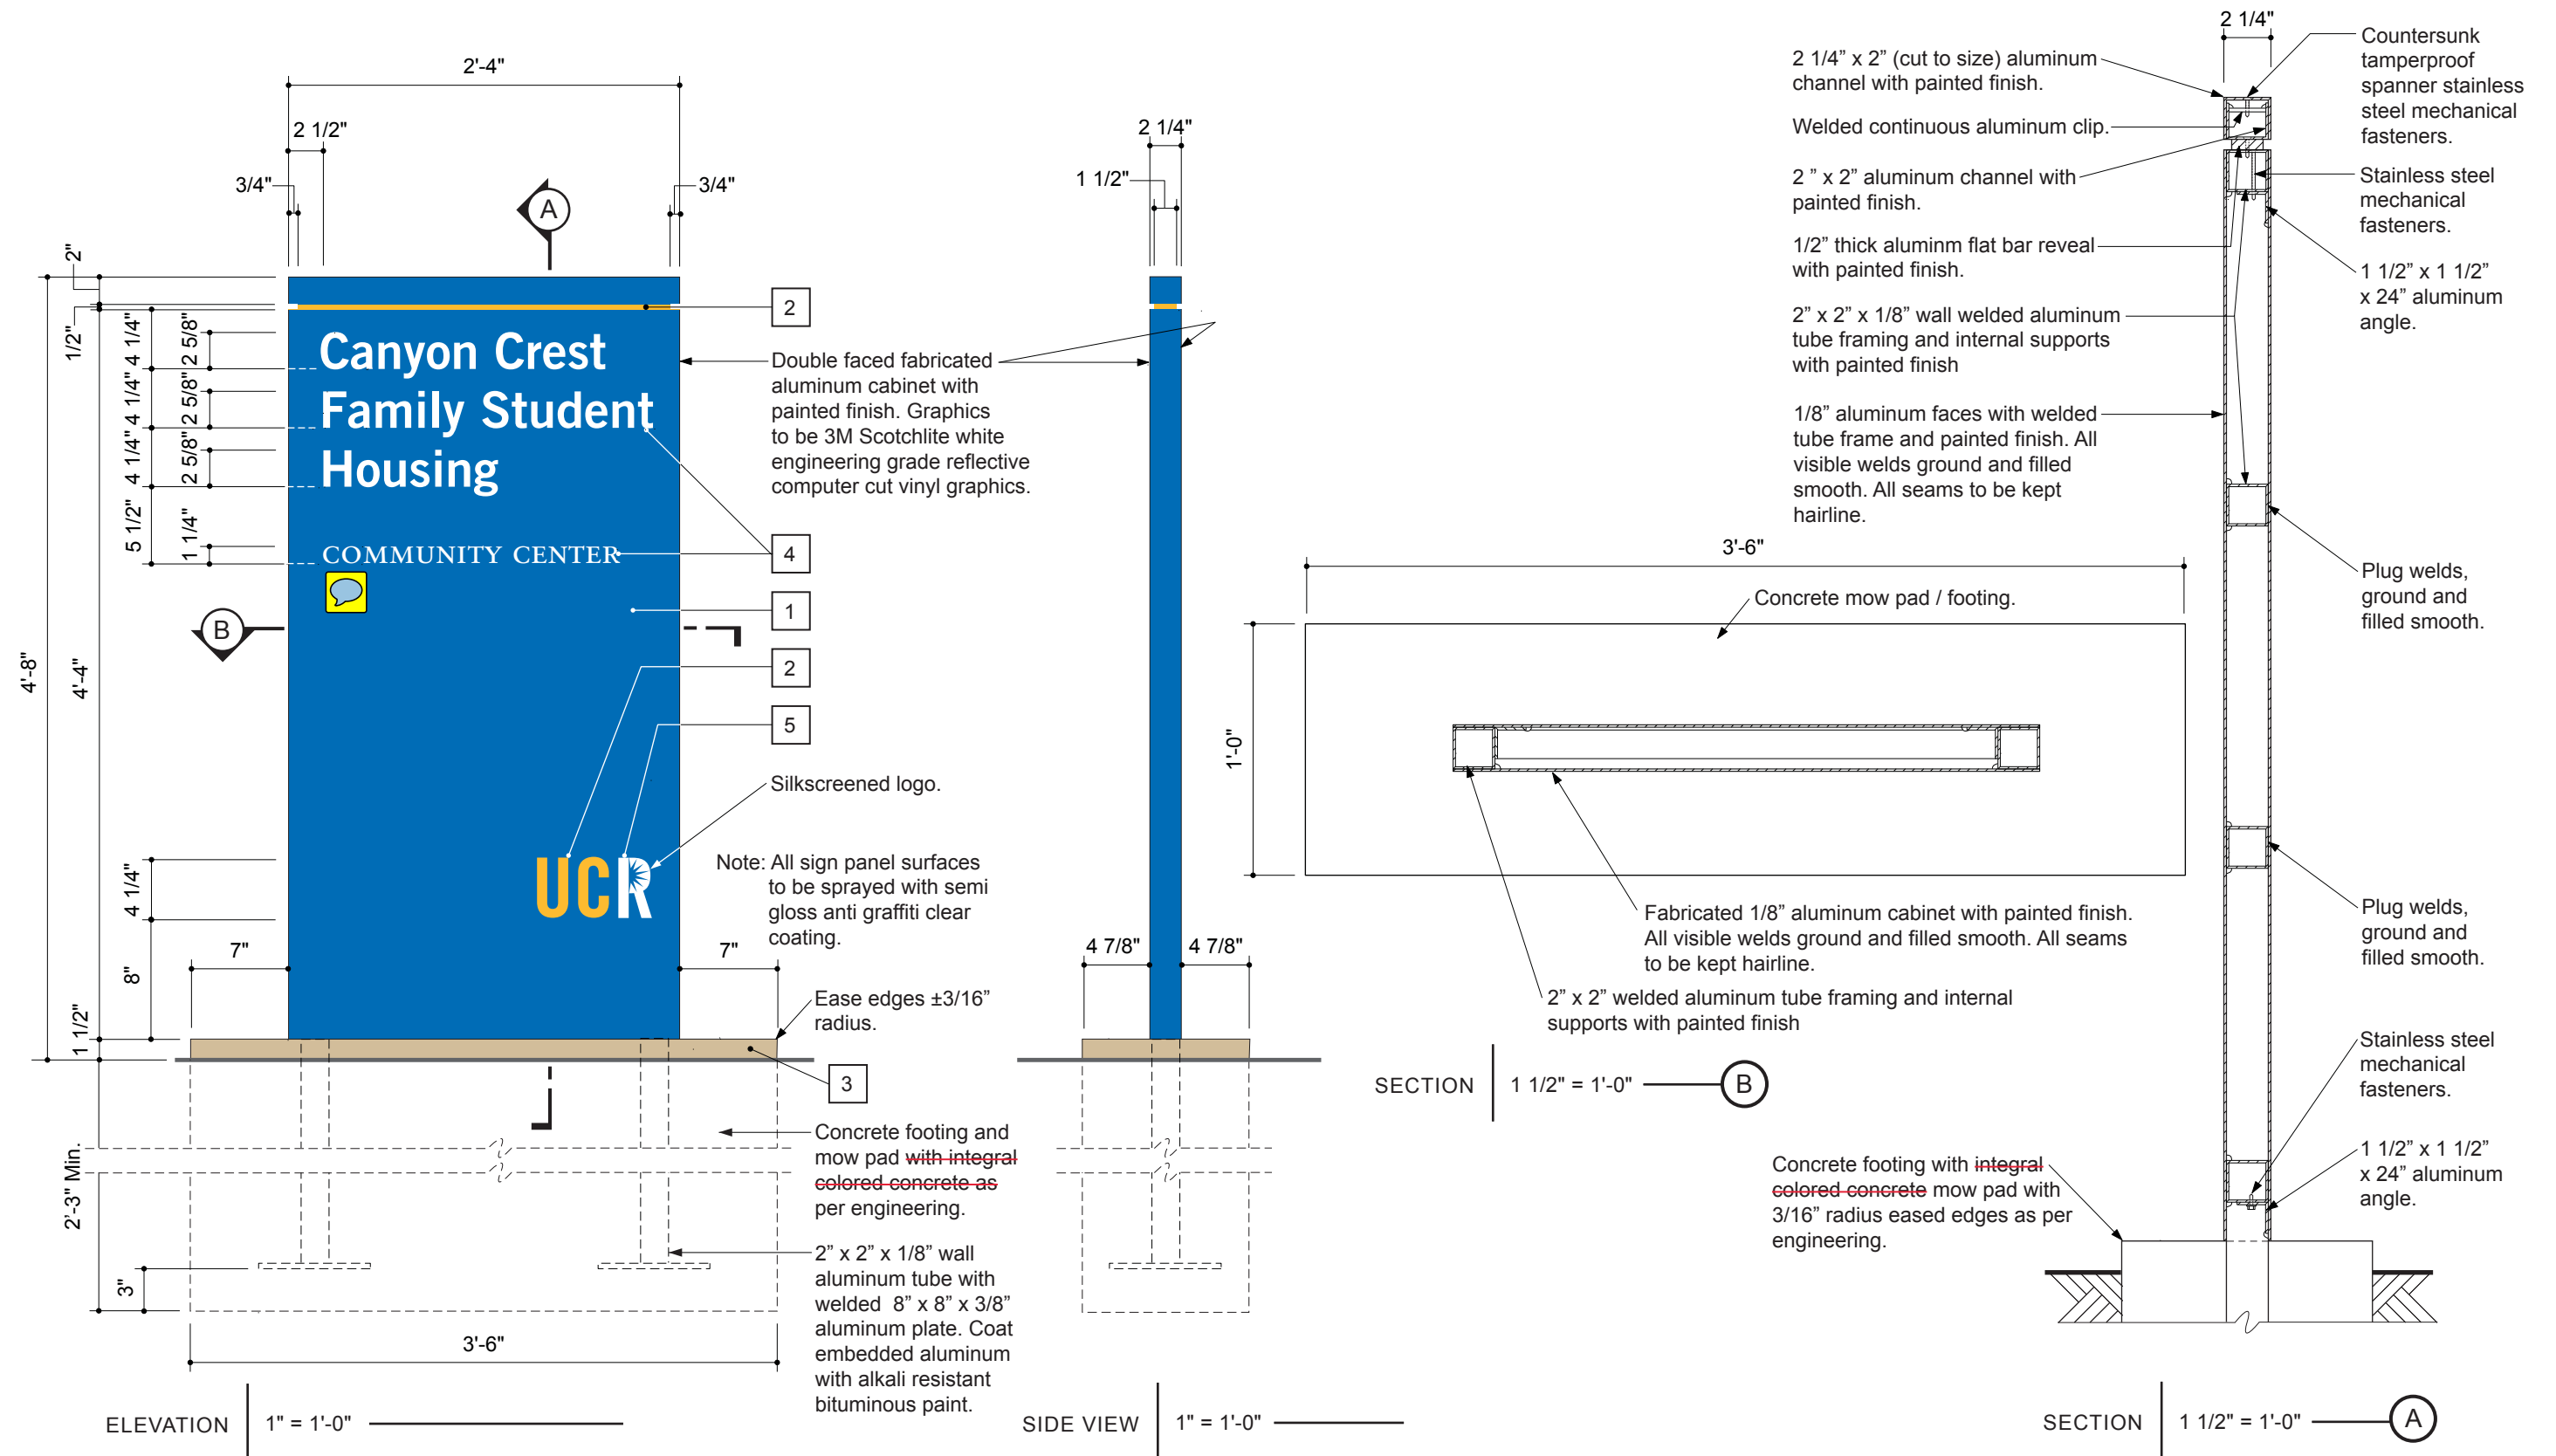 2'-4"
2 1/2"
3/4"
3/4"
A
2"
1/2"
4 1/4"
2 5/8"
4 1/4"
2 5/8"
4 1/4"
2 5/8"
5 1/2"
1 1/4"
4'-8"
4'-4"
B
4 1/4"
8"
1 1/2"
2'-3" Min.
3"
7"
7"
3'-6"
Canyon Crest
Family Student
Housing
COMMUNITY CENTER
UCR
2
Double faced fabricated
aluminum cabinet with
painted finish. Graphics
to be 3M Scotchlite white
engineering grade reflective
computer cut vinyl graphics.
4
1
2
5
Silkscreened logo.
Note: All sign panel surfaces
to be sprayed with semi
gloss anti graffiti clear
coating.
Ease edges ±3/16”
radius.
3
Concrete footing and
mow pad with integral
colored concrete as
per engineering.
2” x 2” x 1/8” wall
aluminum tube with
welded 8” x 8” x 3/8”
aluminum plate. Coat
embedded aluminum
with alkali resistant
bituminous paint.
ELEVATION 1" = 1'-0"
2 1/4"
1 1/2"
4 7/8"
4 7/8"
SIDE VIEW 1" = 1'-0"
3'-6"
1'-0"
Concrete mow pad / footing.
Fabricated 1/8” aluminum cabinet with painted finish.
All visible welds ground and filled smooth. All seams
to be kept hairline.
2” x 2” welded aluminum tube framing and internal
supports with painted finish
SECTION 1 1/2" = 1'-0" B
2 1/4"
2 1/4” x 2” (cut to size) aluminum
channel with painted finish.
Welded continuous aluminum clip.
2 ” x 2” aluminum channel with
painted finish.
1/2” thick aluminm flat bar reveal
with painted finish.
2” x 2” x 1/8” wall welded aluminum
tube framing and internal supports
with painted finish
1/8” aluminum faces with welded
tube frame and painted finish. All
visible welds ground and filled
smooth. All seams to be kept
hairline.
Countersunk
tamperproof
spanner stainless
steel mechanical
fasteners.
Stainless steel
mechanical
fasteners.
1 1/2” x 1 1/2”
x 24” aluminum
angle.
Plug welds,
ground and
filled smooth.
Plug welds,
ground and
filled smooth.
Stainless steel
mechanical
fasteners.
1 1/2” x 1 1/2”
x 24” aluminum
angle.
Concrete footing with integral
colored concrete mow pad with
3/16” radius eased edges as per
engineering.
SECTION 1 1/2" = 1'-0" A